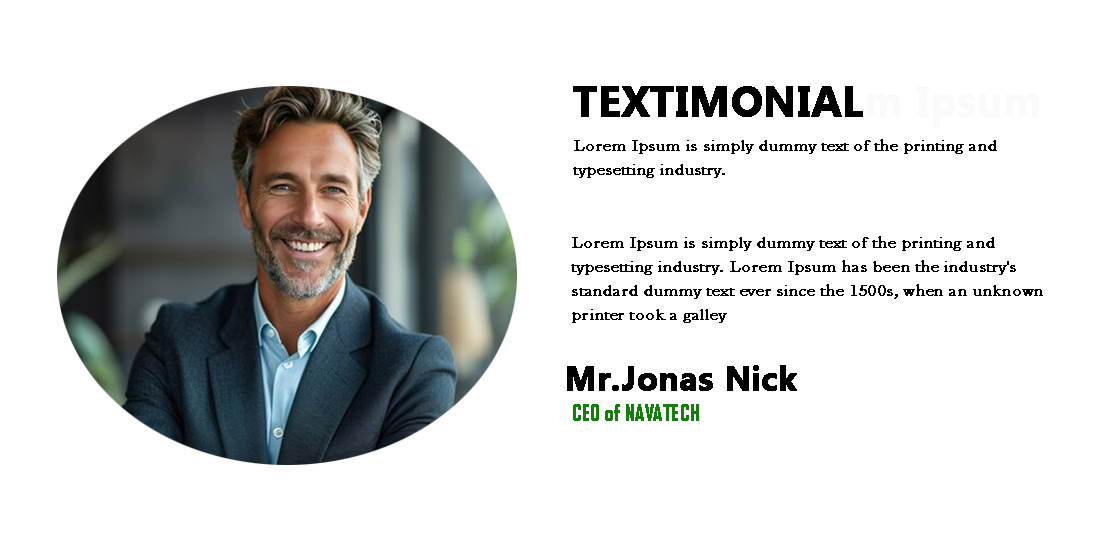 TEXTIMONIALm Ipsum
Lorem Ipsum is simply dummy text of the printing and
typesetting industry.
Lorem Ipsum is simply dummy text of the printing and
typesetting industry. Lorem Ipsum has been the industry's
standard dummy text ever since the 1500s, when an unknown
printer took a galley
Mr.Jonas Nick
CEO of NAVATECH